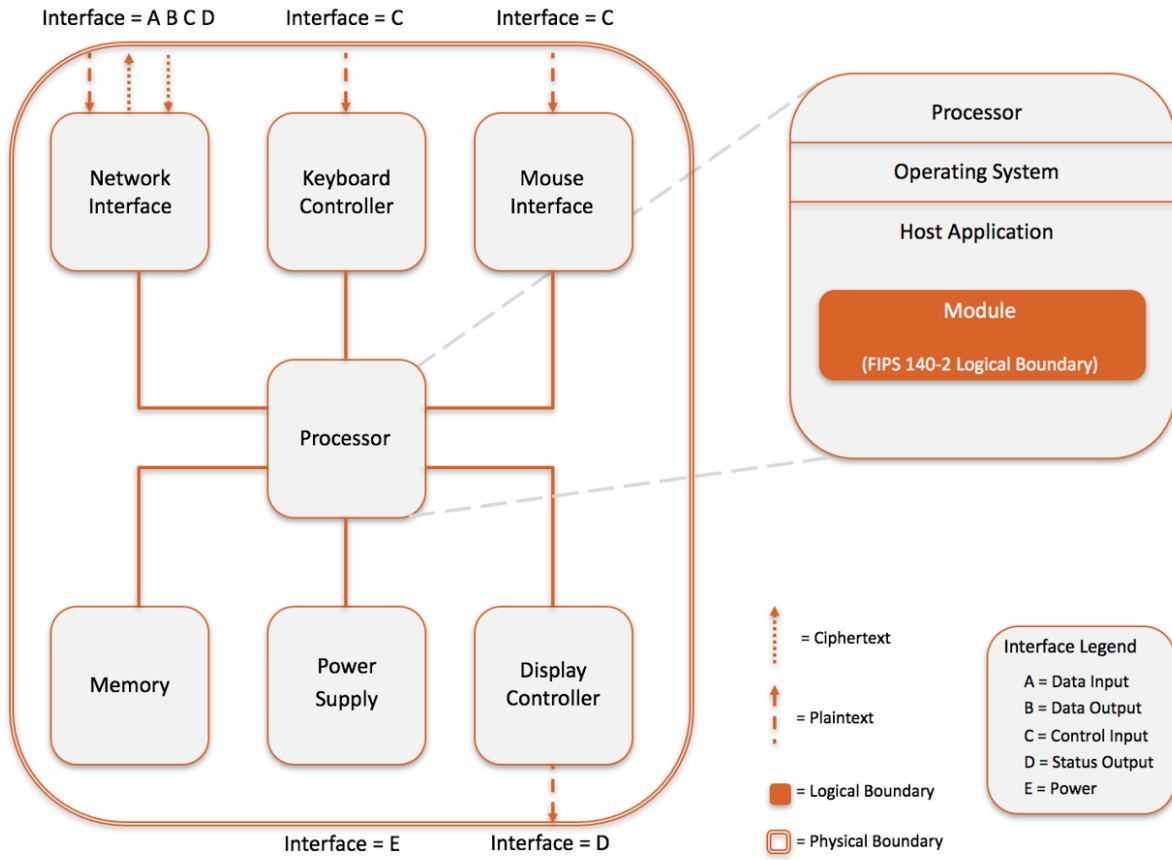 Interface = A B C D
Interface = C
Interface = C
Network
Interface
Keyboard
Controller
Mouse
Interface
Processor
Memory
Power
Supply
Display
Controller
Interface = E
Interface = D
Processor
Operating System
Host Application
Module
(FIPS 140-2 Logical Boundary)
= Ciphertext
= Plaintext
= Logical Boundary
= Physical Boundary
Interface Legend
A = Data Input
B = Data Output
C = Control Input
D = Status Output
E = Power